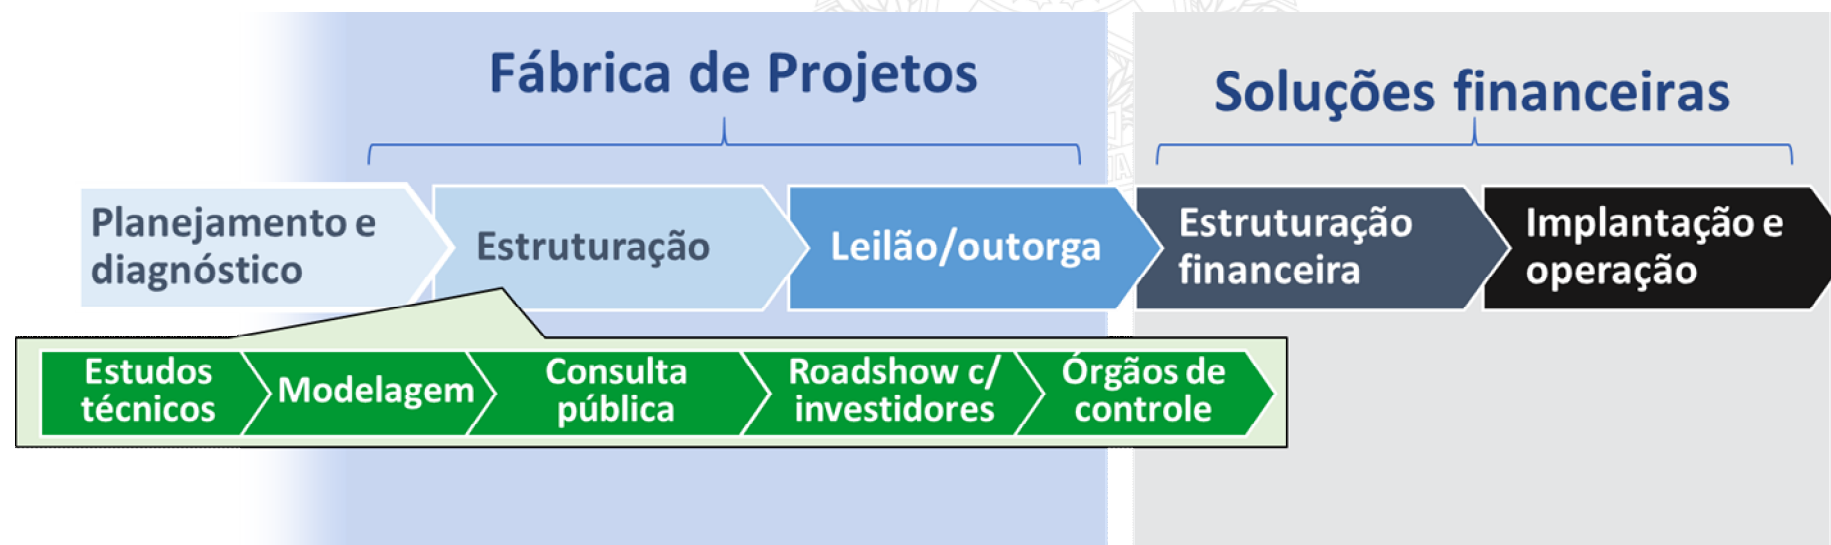 Fábrica de Projetos
Soluções financeiras
Planejamento e
diagnóstico
Estruturação
Leilão/outorga
Estruturação
financeira
Implantação e
operação
Estudos
técnicos
Modelagem
Consulta
pública
Roadshow c/
investidores
Órgãos de
controle